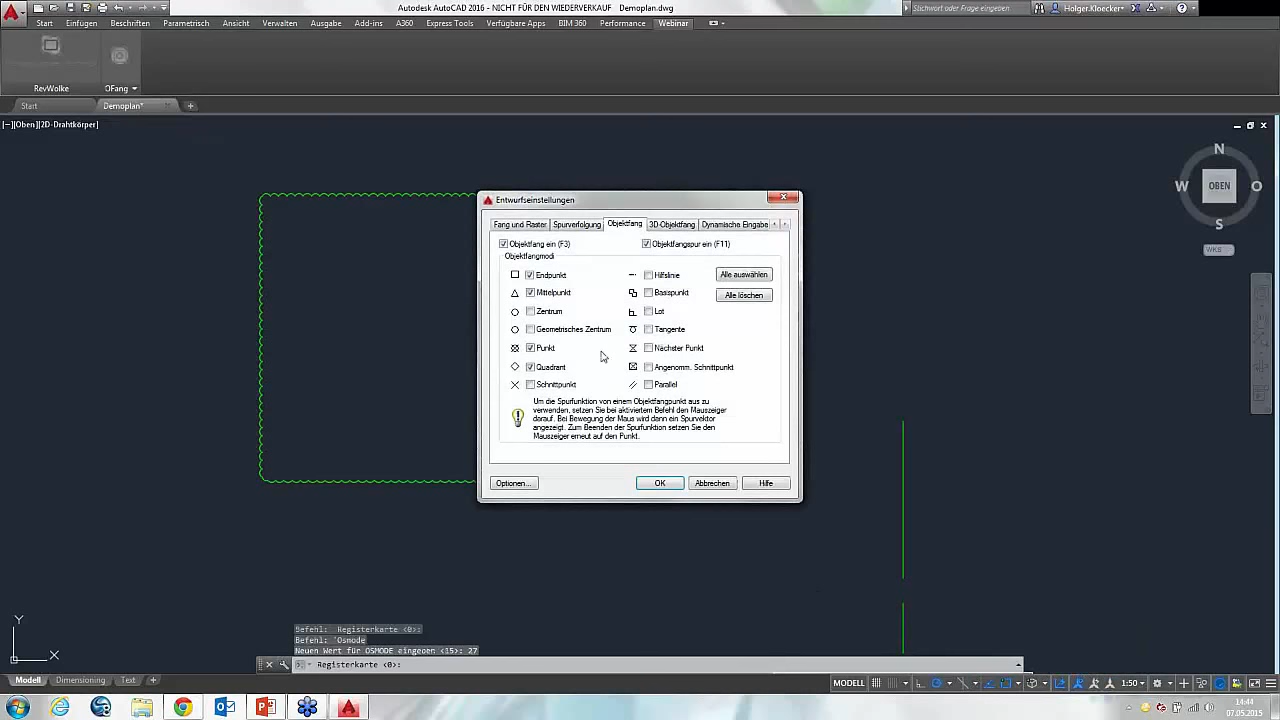 Autodesk AutoCAD 2016 - NICHT FÜR DEN WIEDERVERKAUF Demoplan.dwg
Stichwort oder Frage eingeben
Holger.Kloecker
Start Einfügen Beschriften Parametrisch Ansicht Verwalten Ausgabe Add-ins A360 Express Tools Verfügbare Apps BIM 360 Performance Webinar
RevWolke OFang
Start Demoplan*
[−][Oben][2D-Drahtkörper]
N
W OBEN O
S
WKS
Entwurfseinstellungen
Fang und Raster Spurverfolgung Objektfang 3D-Objektfang Dynamische Eingabe
Objektfang ein (F3) Objektfangspur ein (F11)
Objektfangmodi
Endpunkt Hilfslinie Alle auswählen
Mittelpunkt Basispunkt Alle löschen
Zentrum Lot
Geometrisches Zentrum Tangente
Punkt Nächster Punkt
Quadrant Angenomm. Schnittpunkt
Schnittpunkt Parallel
Um die Spurfunktion von einem Objektfangpunkt aus zu
verwenden, setzen Sie bei aktiviertem Befehl den Mauszeiger
darauf. Bei Bewegung der Maus wird dann ein Spurvektor
angezeigt. Zum Beenden der Spurfunktion setzen Sie den
Mauszeiger erneut auf den Punkt.
Optionen... OK Abbrechen Hilfe
Y
X
Befehl: Registerkarte <0>:
Befehl: 'Osmode
Neuen Wert für OSMODE eingeben <15>: 27
Registerkarte <0>:
Modell Dimensioning Text
MODELL 1:50
14:44
07.05.2015